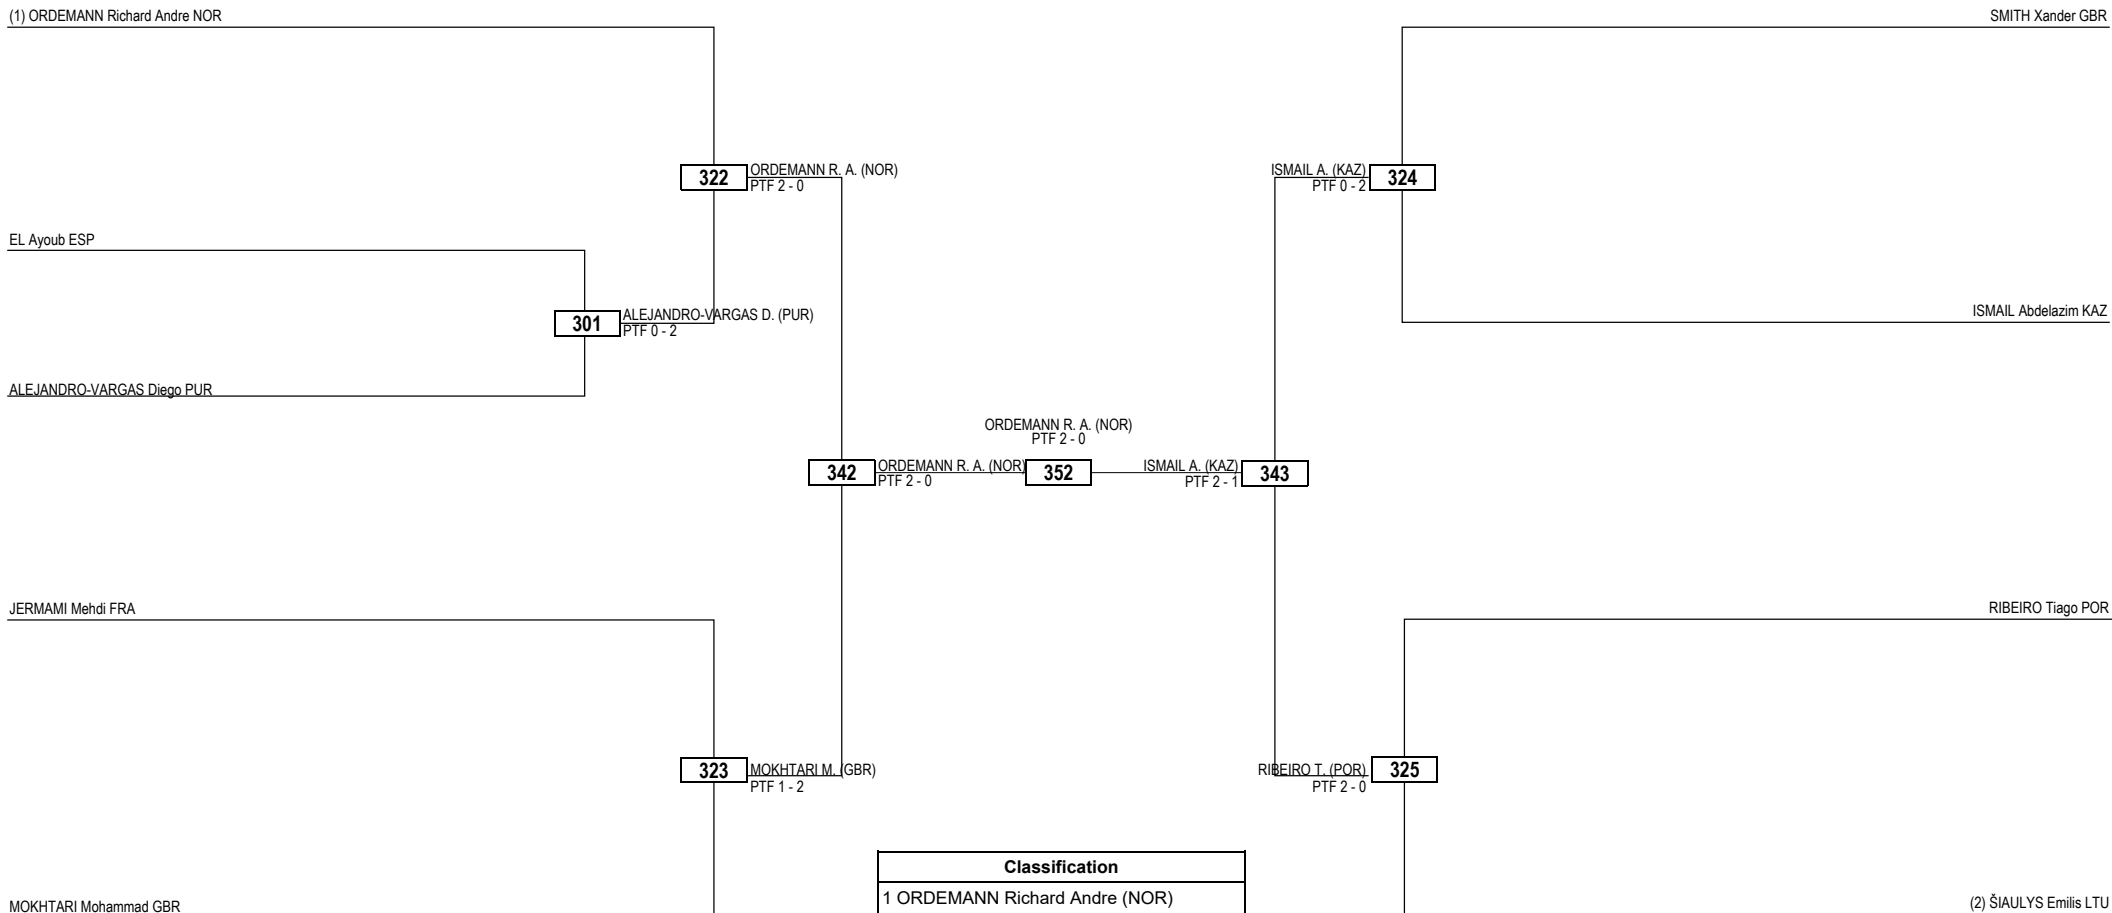 (1) ORDEMANN Richard Andre NOR
SMITH Xander GBR
322
ORDEMANN R. A. (NOR)
PTF 2 - 0
ISMAIL A. (KAZ)
PTF 0 - 2
324
EL Ayoub ESP
301
ALEJANDRO-VARGAS D. (PUR)
PTF 0 - 2
ISMAIL Abdelazim KAZ
ALEJANDRO-VARGAS Diego PUR
ORDEMANN R. A. (NOR)
PTF 2 - 0
342
ORDEMANN R. A. (NOR)
PTF 2 - 0
352
ISMAIL A. (KAZ)
PTF 2 - 1
343
JERMAMI Mehdi FRA
RIBEIRO Tiago POR
323
MOKHTARI M. (GBR)
PTF 1 - 2
RIBEIRO T. (POR)
PTF 2 - 0
325
Classification
1 ORDEMANN Richard Andre (NOR)
MOKHTARI Mohammad GBR
(2) ŠIAULYS Emilis LTU